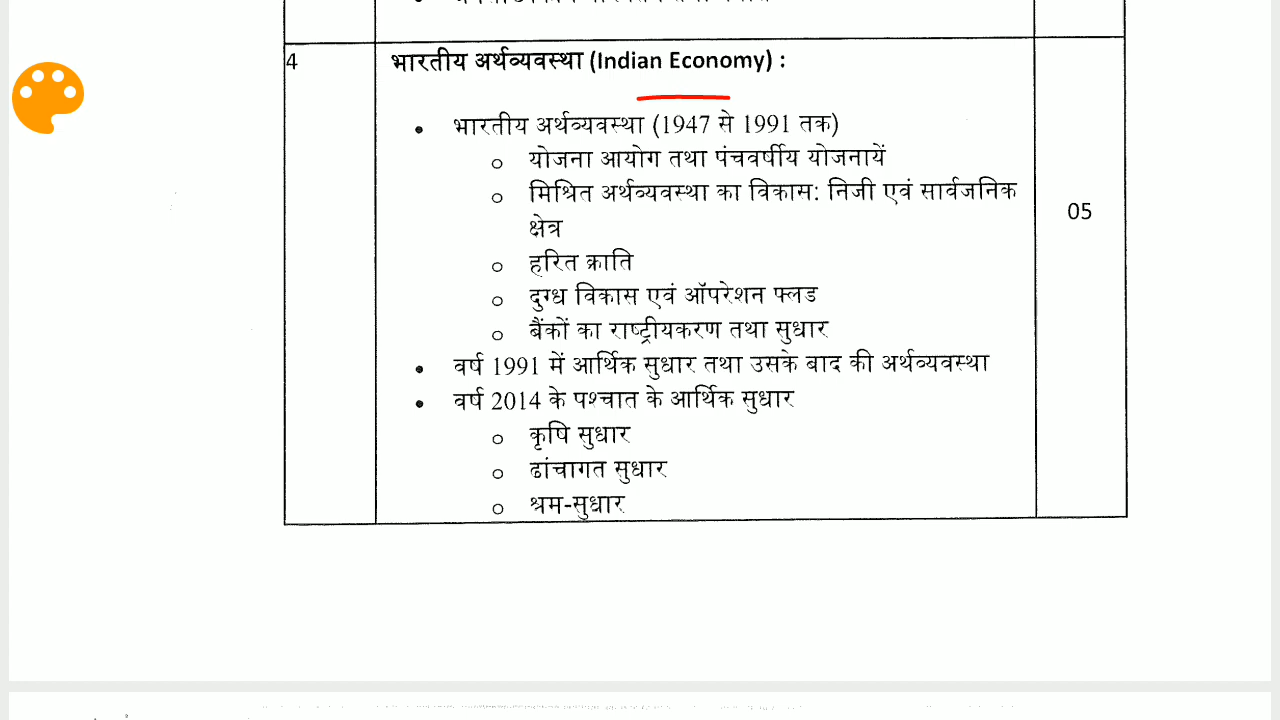 4
भारतीय अर्थव्यवस्था (Indian Economy) :
• भारतीय अर्थव्यवस्था (1947 से 1991 तक)
o योजना आयोग तथा पंचवर्षीय योजनायें
o मिश्रित अर्थव्यवस्था का विकास: निजी एवं सार्वजनिक
क्षेत्र
05
o हरित क्राति
o दुग्ध विकास एवं ऑपरेशन फ्लड
o बैंकों का राष्ट्रीयकरण तथा सुधार
• वर्ष 1991 में आर्थिक सुधार तथा उसके बाद की अर्थव्यवस्था
• वर्ष 2014 के पश्चात के आर्थिक सुधार
o कृषि सुधार
o ढांचागत सुधार
o श्रम-सुधार